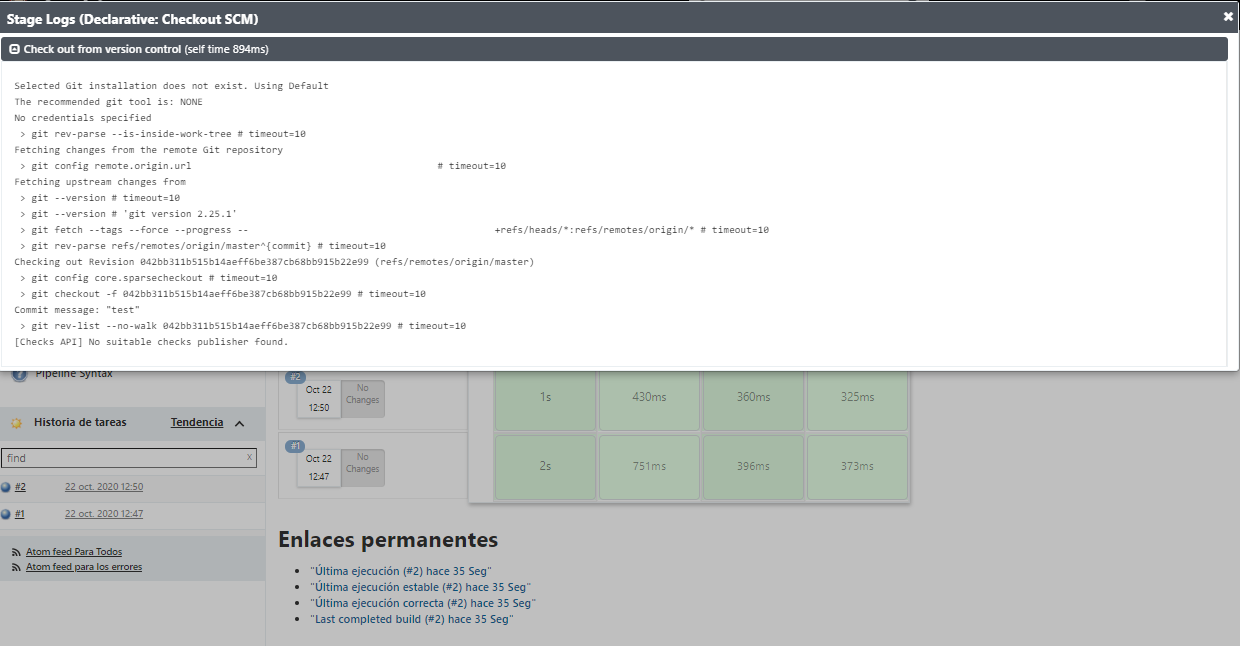 Stage Logs (Declarative: Checkout SCM)
Check out from version control (self time 894ms)
Selected Git installation does not exist. Using Default
The recommended git tool is: NONE
No credentials specified
> git rev-parse --is-inside-work-tree # timeout=10
Fetching changes from the remote Git repository
> git config remote.origin.url # timeout=10
Fetching upstream changes from
> git --version # timeout=10
> git --version # 'git version 2.25.1'
> git fetch --tags --force --progress -- +refs/heads/*:refs/remotes/origin/* # timeout=10
> git rev-parse refs/remotes/origin/master^{commit} # timeout=10
Checking out Revision 042bb311b515b14aeff6be387cb68bb915b22e99 (refs/remotes/origin/master)
> git config core.sparsecheckout # timeout=10
> git checkout -f 042bb311b515b14aeff6be387cb68bb915b22e99 # timeout=10
Commit message: "test"
> git rev-list --no-walk 042bb311b515b14aeff6be387cb68bb915b22e99 # timeout=10
[Checks API] No suitable checks publisher found.
Pipeline Syntax
Historia de tareas Tendencia
find x
#2 22 oct. 2020 12:50
#1 22 oct. 2020 12:47
Atom feed Para Todos
Atom feed para los errores
#2
Oct 22
12:50
No
Changes
1s 430ms 360ms 325ms
#1
Oct 22
12:47
No
Changes
2s 751ms 396ms 373ms
Enlaces permanentes
"Última ejecución (#2) hace 35 Seg"
"Última ejecución estable (#2) hace 35 Seg"
"Última ejecución correcta (#2) hace 35 Seg"
"Last completed build (#2) hace 35 Seg"